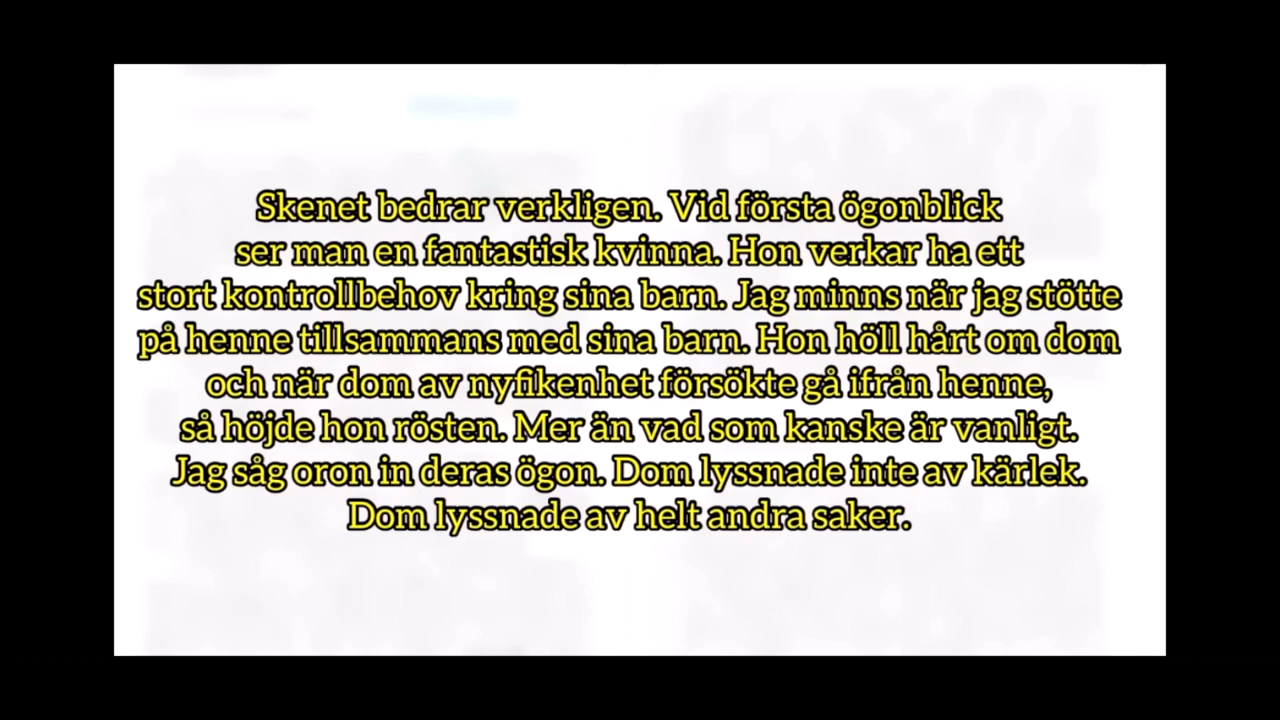 Skenet bedrar verkligen. Vid första ögonblick
ser man en fantastisk kvinna. Hon verkar ha ett
stort kontrollbehov kring sina barn. Jag minns när jag stötte
på henne tillsammans med sina barn. Hon höll hårt om dom
och när dom av nyfikenhet försökte gå ifrån henne,
så höjde hon rösten. Mer än vad som kanske är vanligt.
Jag såg oron in deras ögon. Dom lyssnade inte av kärlek.
Dom lyssnade av helt andra saker.